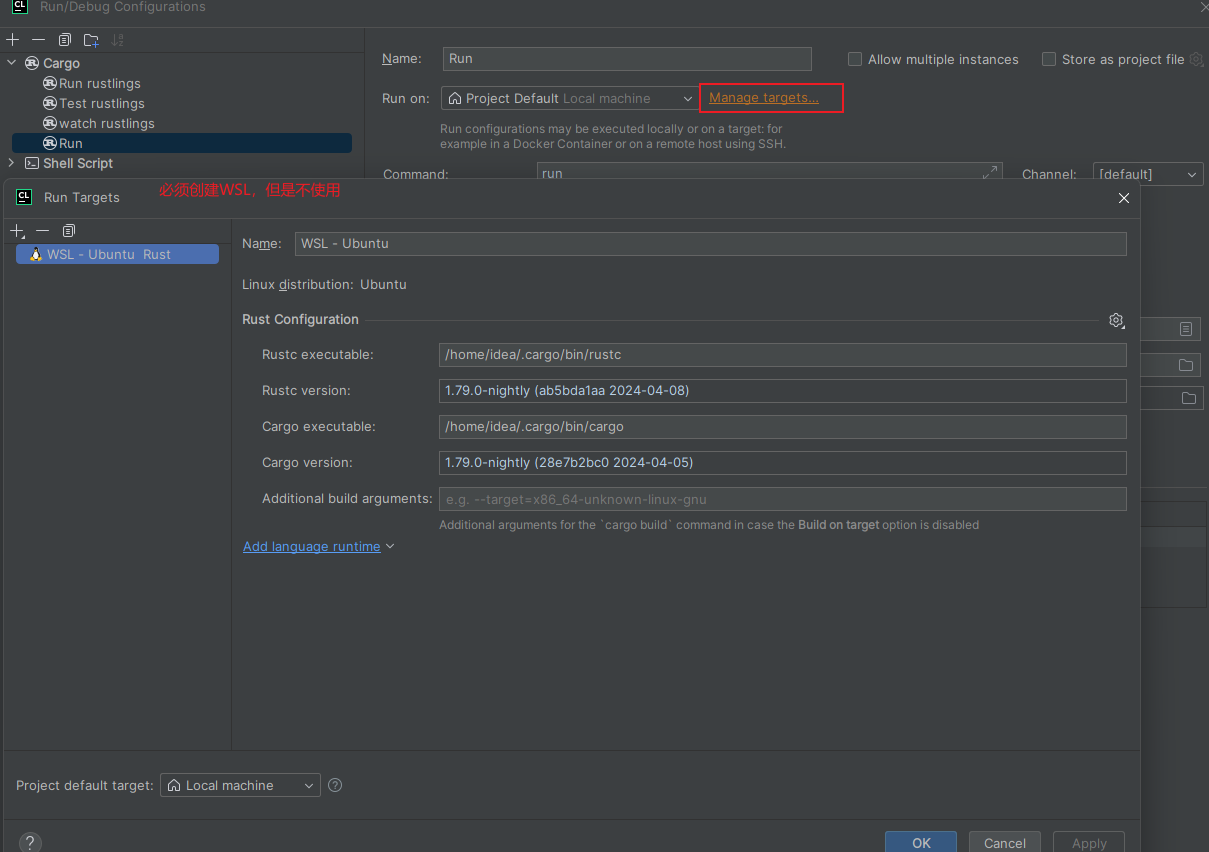 CL Run/Debug Configurations
Cargo
Run rustlings
Test rustlings
watch rustlings
Run
Shell Script
Name: Run Allow multiple instances Store as project file
Run on: Project Default Local machine Manage targets...
Run configurations may be executed locally or on a target: for
example in a Docker Container or on a remote host using SSH.
Command: run Channel: [default]
CL Run Targets 必须创建WSL，但是不使用
WSL - Ubuntu Rust
Name: WSL - Ubuntu
Linux distribution: Ubuntu
Rust Configuration
Rustc executable: /home/idea/.cargo/bin/rustc
Rustc version: 1.79.0-nightly (ab5bda1aa 2024-04-08)
Cargo executable: /home/idea/.cargo/bin/cargo
Cargo version: 1.79.0-nightly (28e7b2bc0 2024-04-05)
Additional build arguments: e.g. --target=x86_64-unknown-linux-gnu
Additional arguments for the `cargo build` command in case the Build on target option is disabled
Add language runtime
Project default target: Local machine ?
? OK Cancel Apply